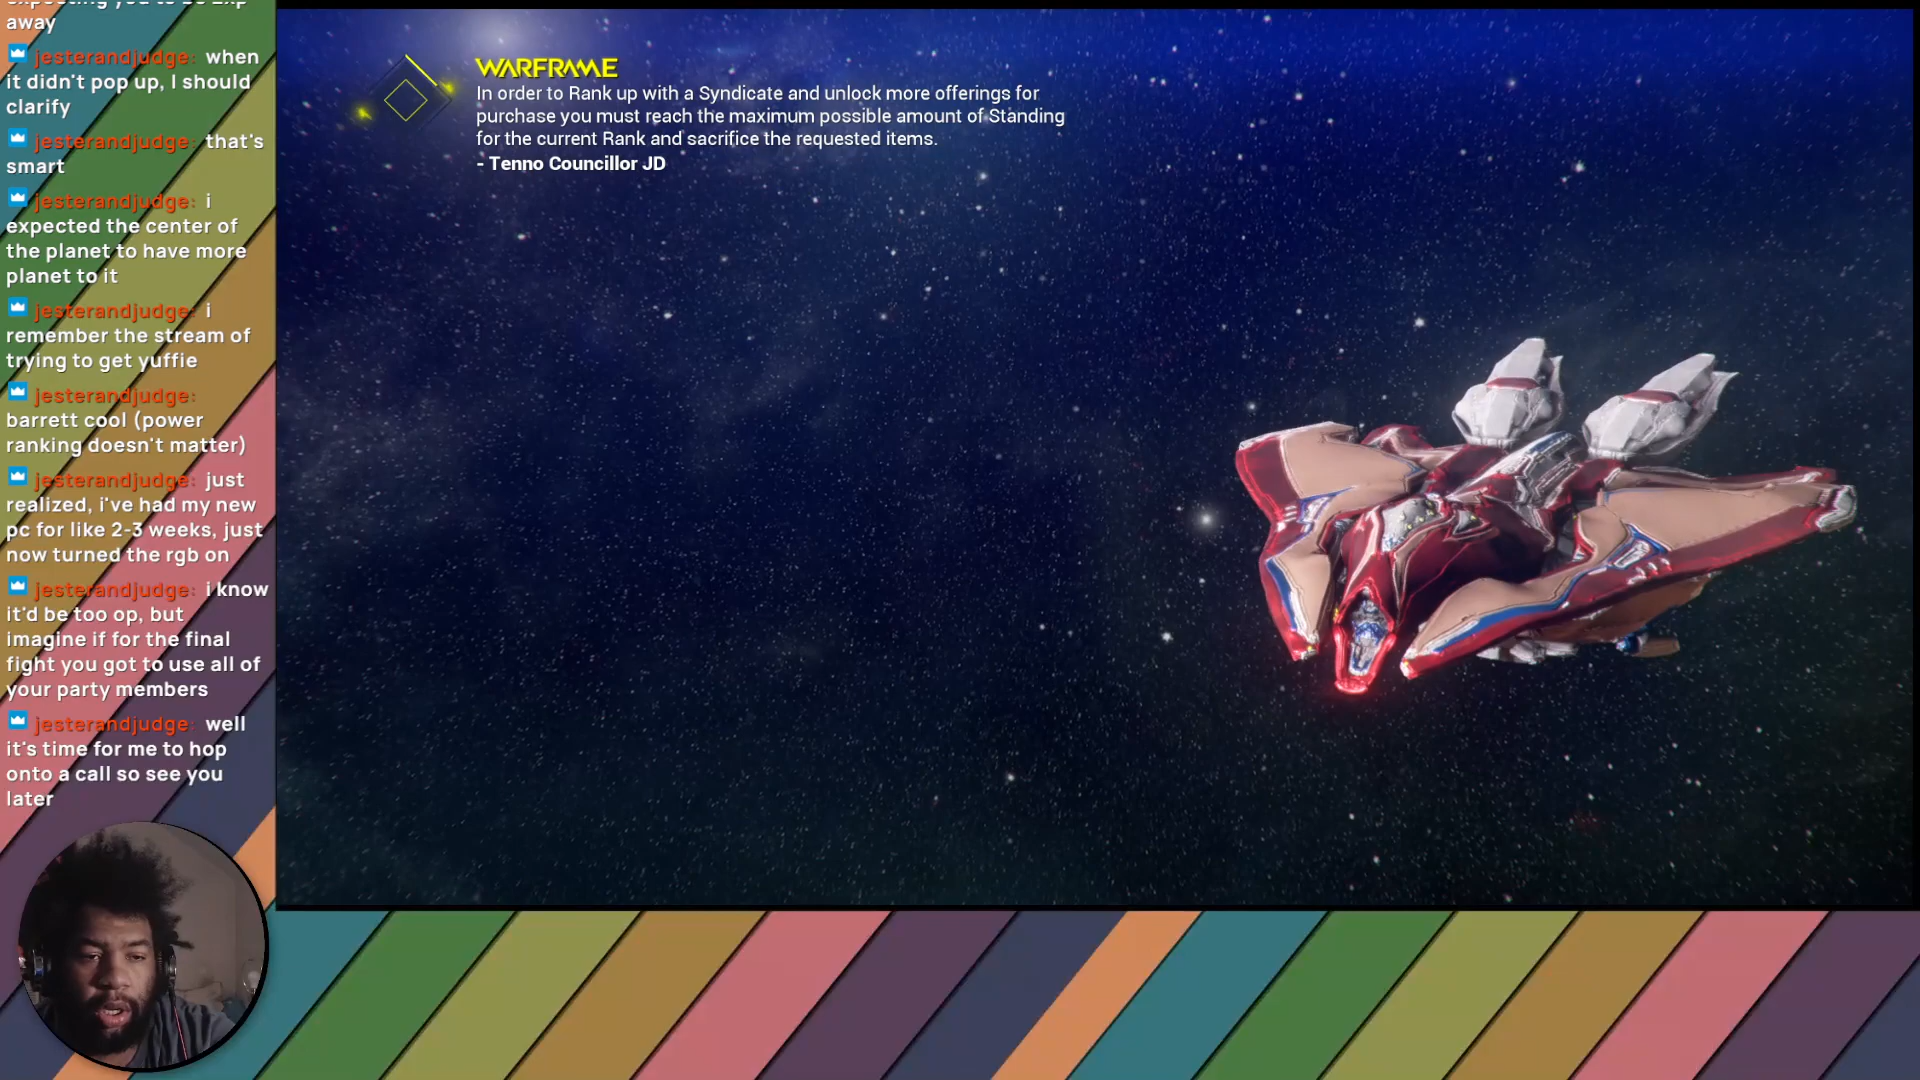 away
jesterandjudge: when
it didn't pop up, I should
clarify
jesterandjudge: that's
smart
jesterandjudge: i
expected the center of
the planet to have more
planet to it
jesterandjudge: i
remember the stream of
trying to get yuffie
jesterandjudge:
barrett cool (power
ranking doesn't matter)
jesterandjudge: just
realized, i've had my new
pc for like 2-3 weeks, just
now turned the rgb on
jesterandjudge: i know
it'd be too op, but
imagine if for the final
fight you got to use all of
your party members
jesterandjudge: well
it's time for me to hop
onto a call so see you
later
WARFRAME
In order to Rank up with a Syndicate and unlock more offerings for
purchase you must reach the maximum possible amount of Standing
for the current Rank and sacrifice the requested items.
- Tenno Councillor JD